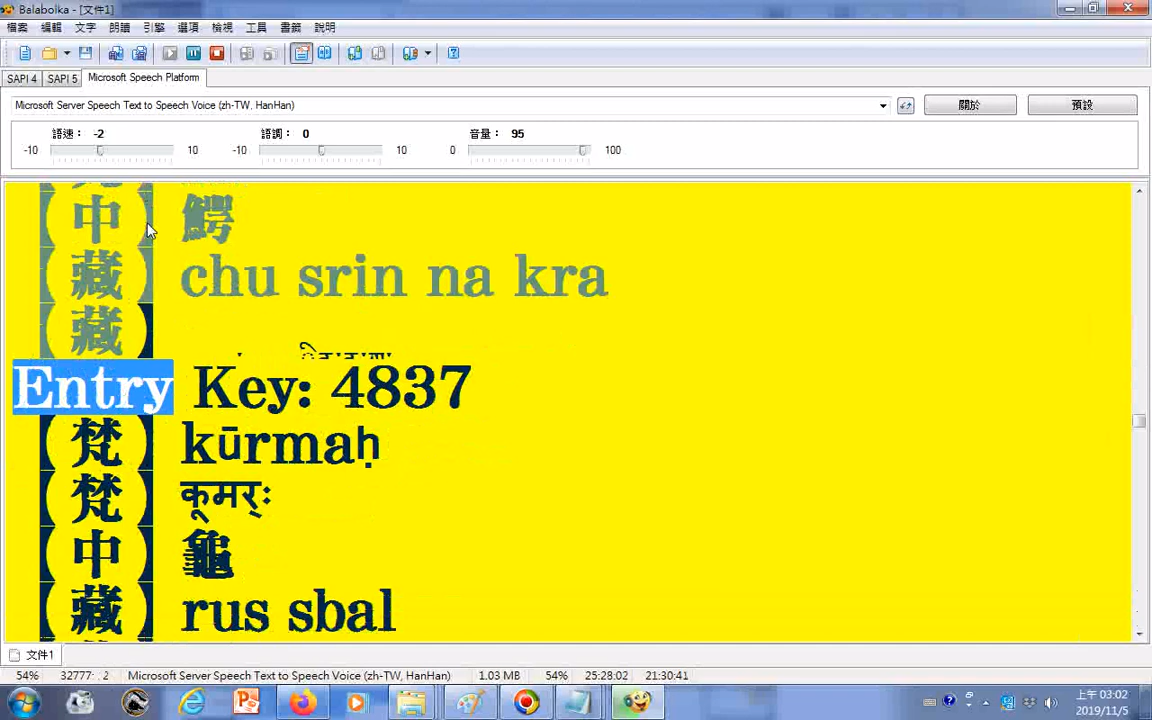 Balabolka - [文件1]
檔案 編輯 文字 朗讀 引擎 選項 檢視 工具 書籤 說明
SAPI 4 SAPI 5 Microsoft Speech Platform
Microsoft Server Speech Text to Speech Voice (zh-TW, HanHan) 關於 預設
語速： -2 語調： 0 音量： 95
-10 10 -10 10 0 100
中 鰐
藏 chu srin na kra
藏
Entry Key: 4837
梵 kūrmaḥ
梵 कूमर्ः
中 龜
藏 rus sbal
文件1
54% 32777: 2 Microsoft Server Speech Text to Speech Voice (zh-TW, HanHan) 1.03 MB 54% 25:28:02 21:30:41
上午 03:02
2019/11/5